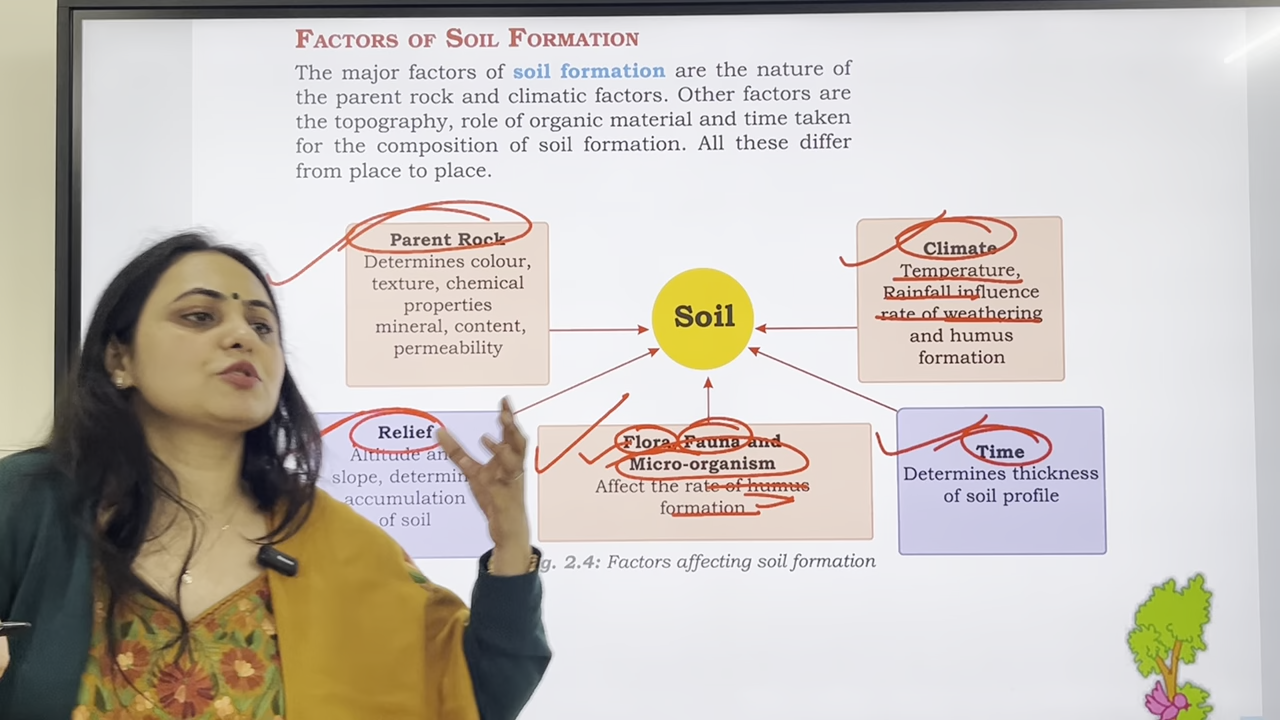 FACTORS OF SOIL FORMATION
The major factors of soil formation are the nature of
the parent rock and climatic factors. Other factors are
the topography, role of organic material and time taken
for the composition of soil formation. All these differ
from place to place.
Parent Rock
Determines colour,
texture, chemical
properties
mineral, content,
permeability
Climate
Temperature,
Rainfall influence
rate of weathering
and humus
formation
Soil
Relief
Altitude an
slope, determin
accumulation
of soil
Flora, Fauna and
Micro-organism
Affect the rate of humus
formation
Time
Determines thickness
of soil profile
g. 2.4: Factors affecting soil formation